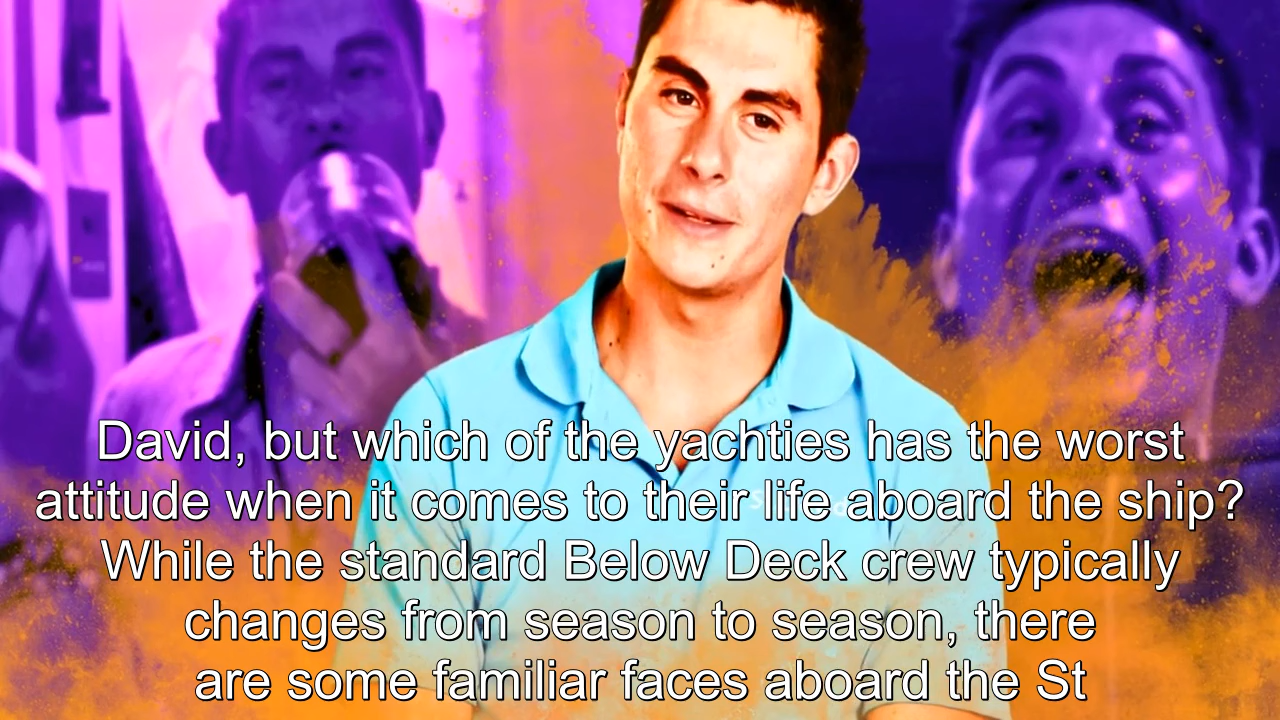 David, but which of the yachties has the worst
attitude when it comes to their life aboard the ship?
While the standard Below Deck crew typically
changes from season to season, there
are some familiar faces aboard the St